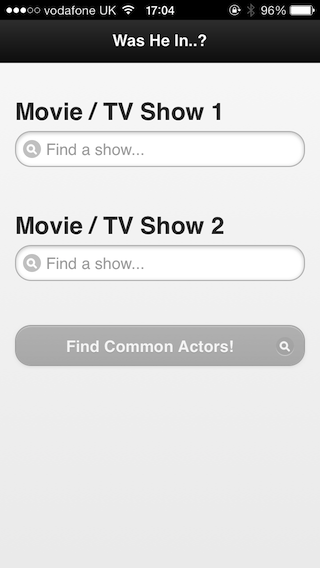 vodafone UK 17:04 96%
Was He In..?
Movie / TV Show 1
Find a show...
Movie / TV Show 2
Find a show...
Find Common Actors!